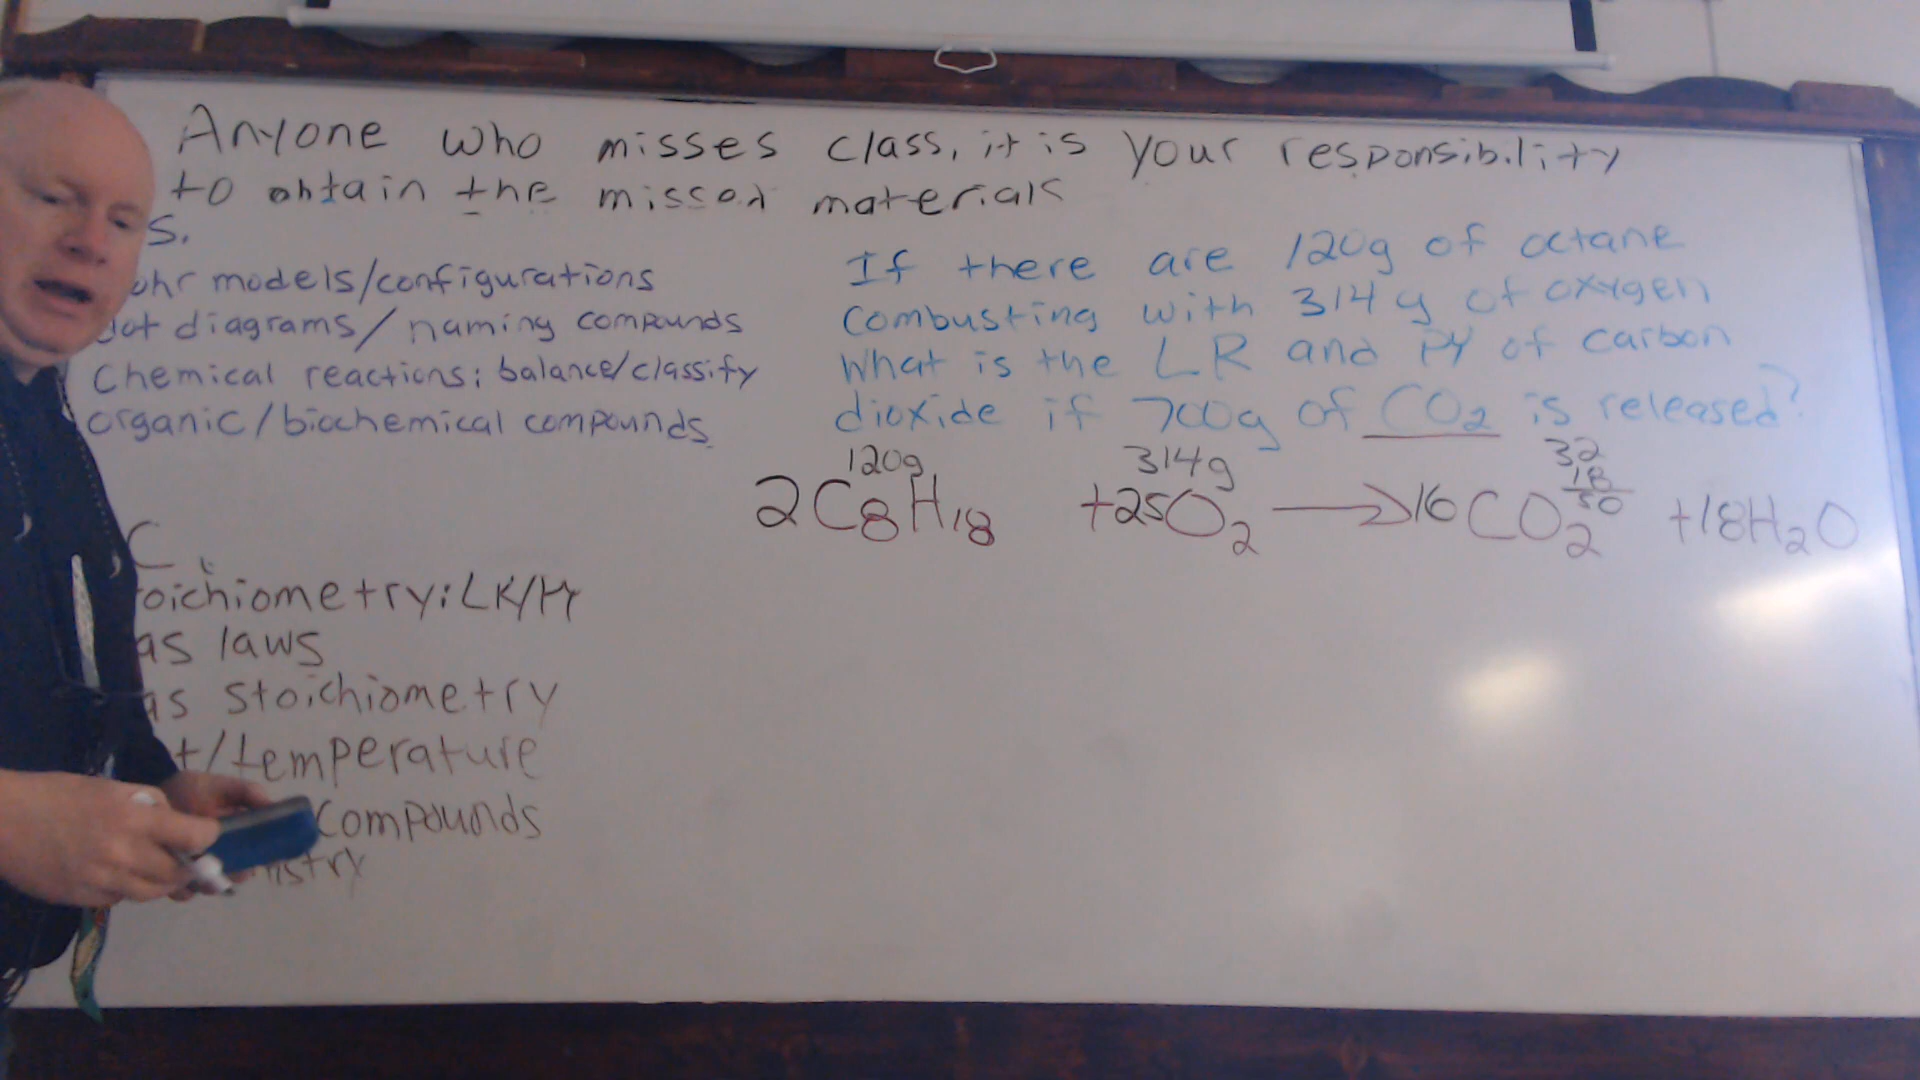 Anyone who misses class, it is your responsibility
to obtain the missed materials
s.
ohr models/configurations
dot diagrams/naming compounds
Chemical reactions: balance/classify
organic/biochemical compounds
If there are 120g of octane
combusting with 314g of oxygen
What is the LR and PY of carbon
dioxide if 700g of CO2 is released?
120g 314g 32
18
50
2C8H18 +25O2 → 16CO2 +18H2O
C
oichiometry: LR/PY
as laws
as stoichiometry
t/temperature
compounds
istry